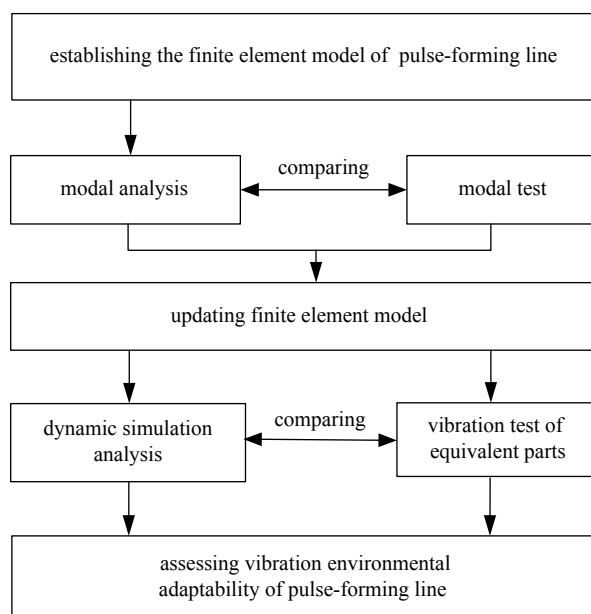 establishing the finite element model of pulse-forming line
modal analysis
comparing
modal test
updating finite element model
dynamic simulation
analysis
comparing
vibration test of
equivalent parts
assessing vibration environmental
adaptability of pulse-forming line